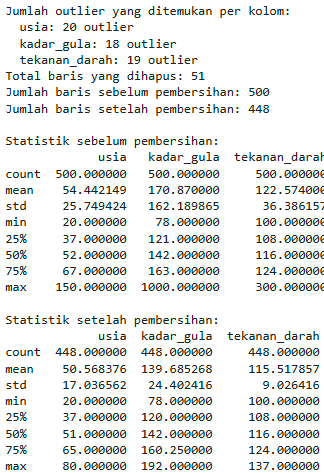 Jumlah outlier yang ditemukan per kolom:
usia: 20 outlier
kadar_gula: 18 outlier
tekanan_darah: 19 outlier
Total baris yang dihapus: 51
Jumlah baris sebelum pembersihan: 500
Jumlah baris setelah pembersihan: 448
Statistik sebelum pembersihan:
usia kadar_gula tekanan_darah
count 500.000000 500.000000 500.000000
mean 54.442149 170.870000 122.574000
std 25.749424 162.189865 36.386157
min 20.000000 78.000000 100.000000
25% 37.000000 121.000000 108.000000
50% 52.000000 142.000000 116.000000
75% 67.000000 163.000000 124.000000
max 150.000000 1000.000000 300.000000
Statistik setelah pembersihan:
usia kadar_gula tekanan_darah
count 448.000000 448.000000 448.000000
mean 50.568376 139.685268 115.517857
std 17.036562 24.402416 9.026416
min 20.000000 78.000000 100.000000
25% 37.000000 120.000000 108.000000
50% 51.000000 142.000000 116.000000
75% 65.000000 160.250000 124.000000
max 80.000000 192.000000 137.000000